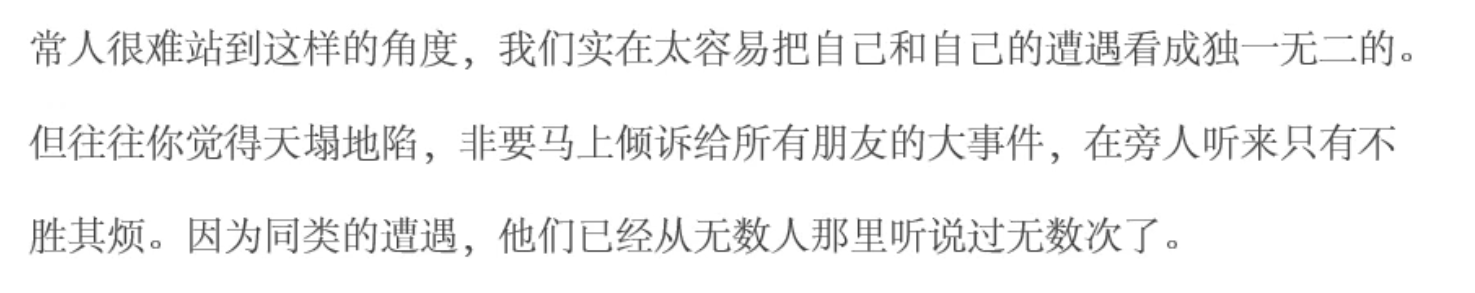 常人很难站到这样的角度，我们实在太容易把自己和自己的遭遇看成独一无二的。
但往往你觉得天塌地陷，非要马上倾诉给所有朋友的大事件，在旁人听来只有不
胜其烦。因为同类的遭遇，他们已经从无数人那里听说过无数次了。